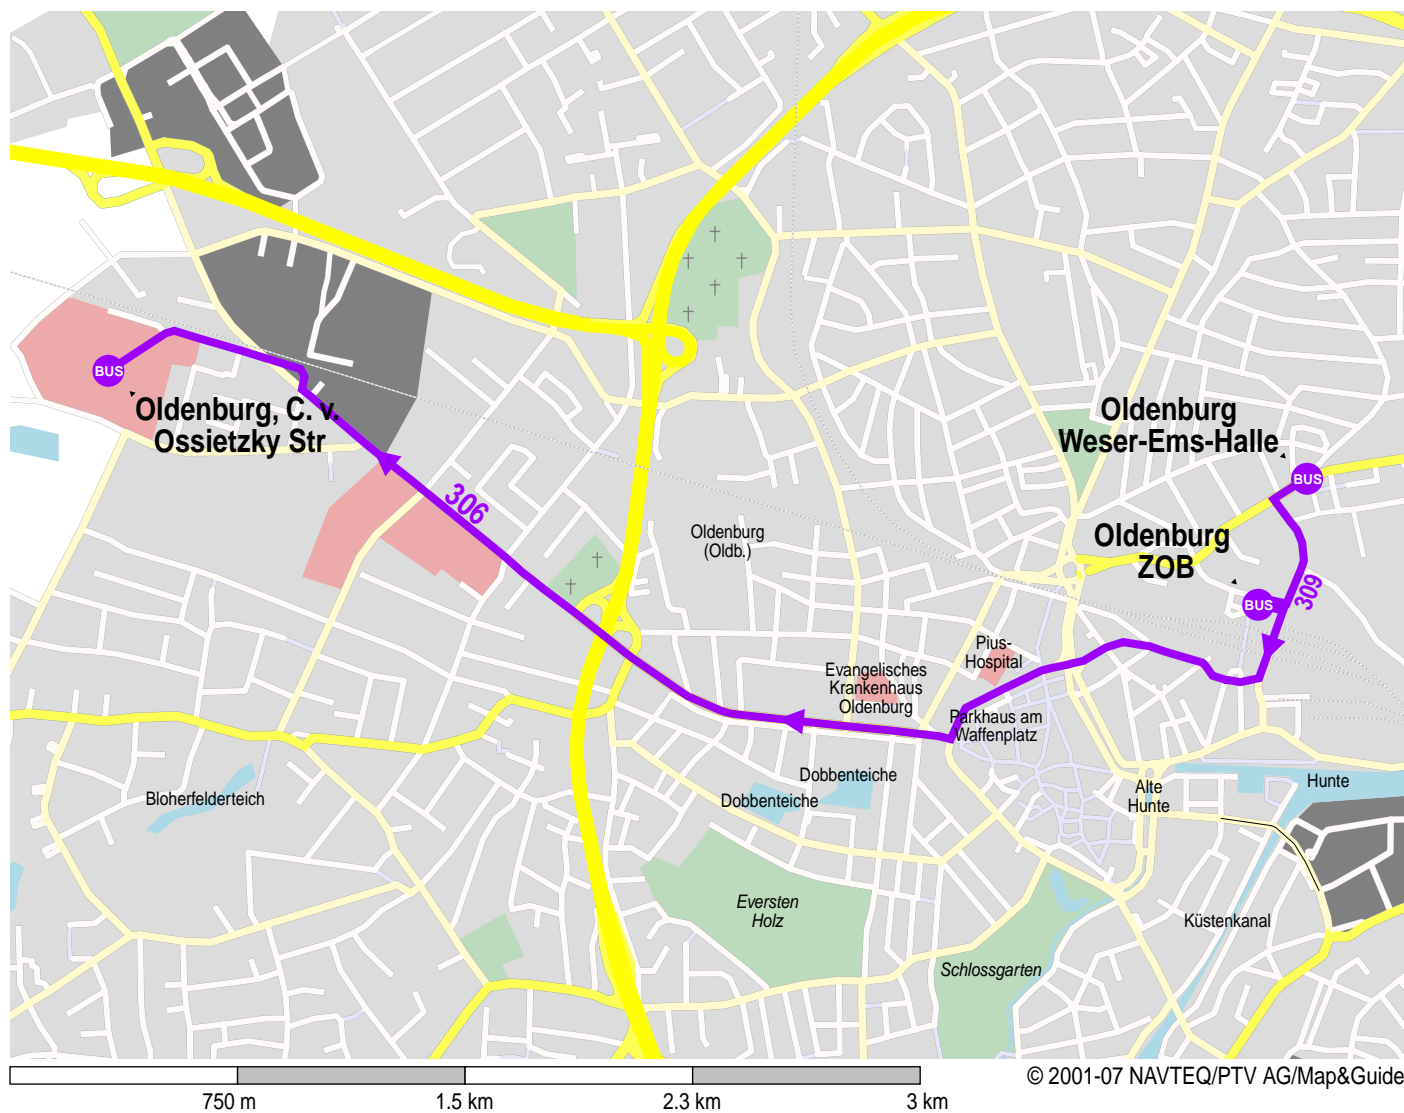 BUS
Oldenburg, C. v.
Ossietzky Str
306
Oldenburg
(Oldb.)
Oldenburg
Weser-Ems-Halle
BUS
Oldenburg
ZOB
BUS
309
Pius-
Hospital
Evangelisches
Krankenhaus
Oldenburg
Parkhaus am
Waffenplatz
Dobbenteiche
Dobbenteiche
Bloherfelderteich
Alte
Hunte
Hunte
Eversten
Holz
Küstenkanal
Schlossgarten
© 2001-07 NAVTEQ/PTV AG/Map&Guide
750 m
1.5 km
2.3 km
3 km